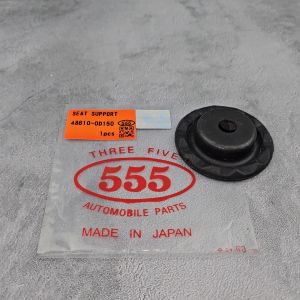 SEAT SUPPORT
48610-0D150
1pcs
THREE FIVE
555
AUTOMOBILE PARTS
MADE IN JAPAN